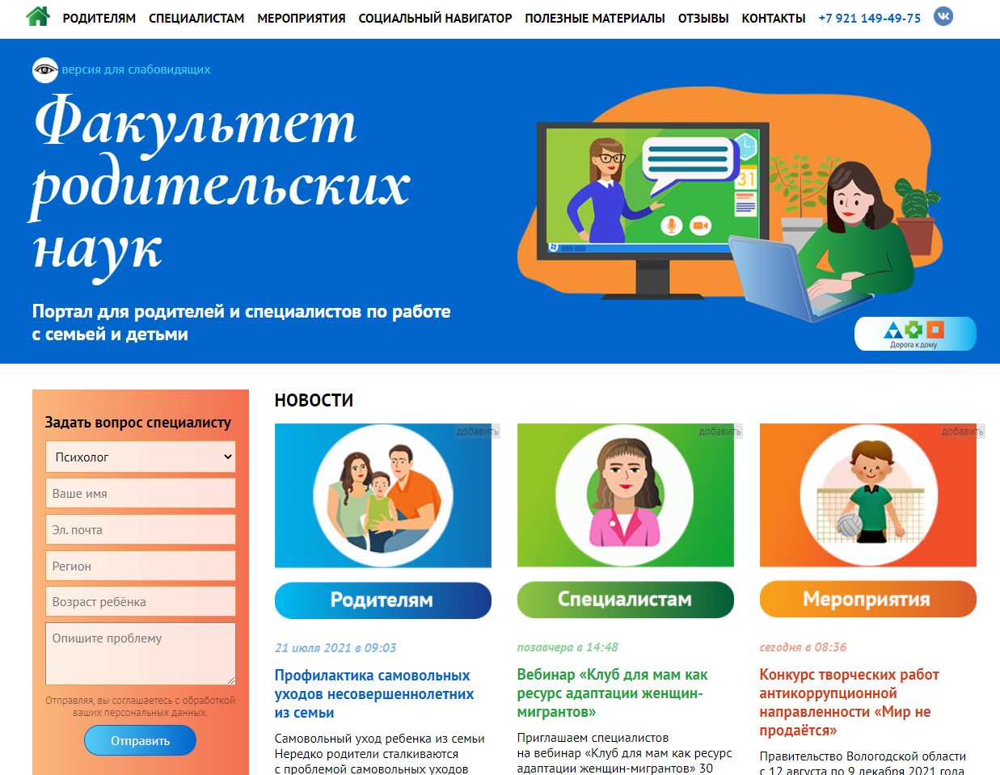 РОДИТЕЛЯМ СПЕЦИАЛИСТАМ МЕРОПРИЯТИЯ СОЦИАЛЬНЫЙ НАВИГАТОР ПОЛЕЗНЫЕ МАТЕРИАЛЫ ОТЗЫВЫ КОНТАКТЫ +7 921 149-49-75
версия для слабовидящих
Факультет
родительских
наук
Портал для родителей и специалистов по работе
с семьей и детьми
31
Дорога к дому
Задать вопрос специалисту
Психолог
Ваше имя
Эл. почта
Регион
Возраст ребёнка
Опишите проблему
Отправляя, вы соглашаетесь с обработкой
ваших персональных данных.
Отправить
НОВОСТИ
добавить
Родителям
21 июля 2021 в 09:03
Профилактика самовольных
уходов несовершеннолетних
из семьи
Самовольный уход ребенка из семьи
Нередко родители сталкиваются
с проблемой самовольных уходов
добавить
Специалистам
позавчера в 14:48
Вебинар «Клуб для мам как
ресурс адаптации женщин-
мигрантов»
Приглашаем специалистов
на вебинар «Клуб для мам как ресурс
адаптации женщин-мигрантов» 30
добавить
Мероприятия
сегодня в 08:36
Конкурс творческих работ
антикоррупционной
направленности «Мир не
продаётся»
Правительство Вологодской области
с 12 августа по 9 декабря 2021 года